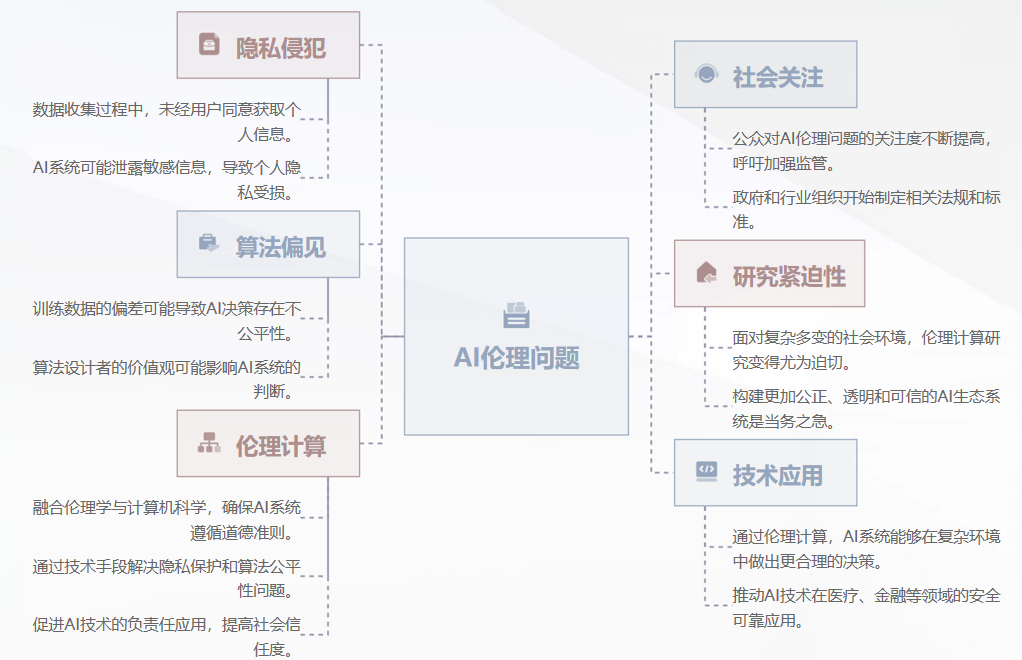 隐私侵犯
数据收集过程中，未经用户同意获取个
人信息。
AI系统可能泄露敏感信息，导致个人隐
私受损。
算法偏见
训练数据的偏差可能导致AI决策存在不
公平性。
算法设计者的价值观可能影响AI系统的
判断。
伦理计算
融合伦理学与计算机科学，确保AI系统
遵循道德准则。
通过技术手段解决隐私保护和算法公平
性问题。
促进AI技术的负责任应用，提高社会信
任度。
AI伦理问题
社会关注
公众对AI伦理问题的关注度不断提高，
呼吁加强监管。
政府和行业组织开始制定相关法规和标
准。
研究紧迫性
面对复杂多变的社会环境，伦理计算研
究变得尤为迫切。
构建更加公正、透明和可信的AI生态系
统是当务之急。
技术应用
通过伦理计算，AI系统能够在复杂环境
中做出更合理的决策。
推动AI技术在医疗、金融等领域的安全
可靠应用。